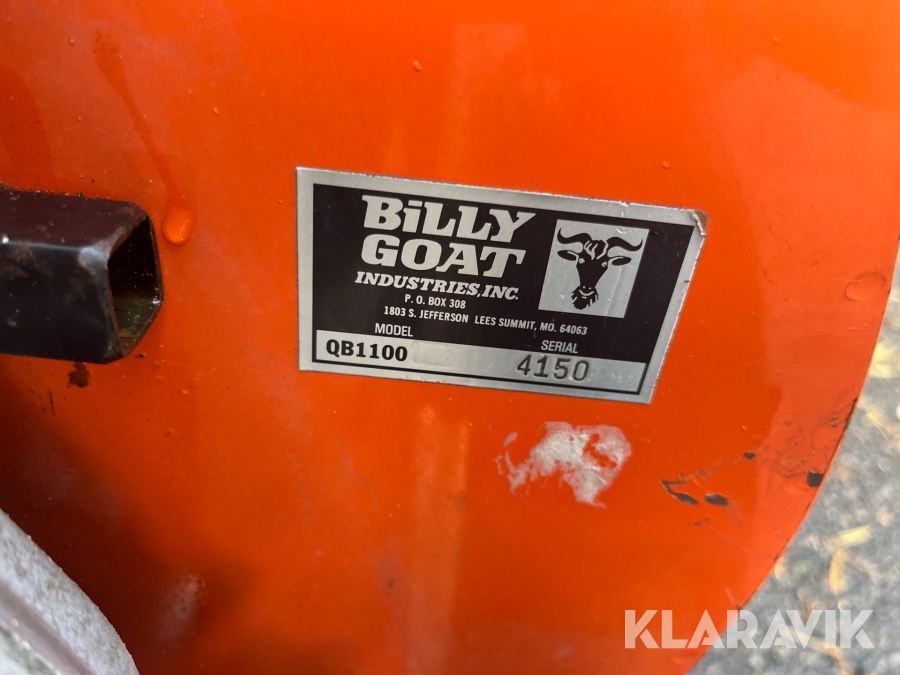 BiLLY
GOAT
INDUSTRIES, INC.
P. O. BOX 308
1803 S. JEFFERSON LEES SUMMIT, MO. 64063
MODEL SERIAL
QB1100 4150
KLARAVIK